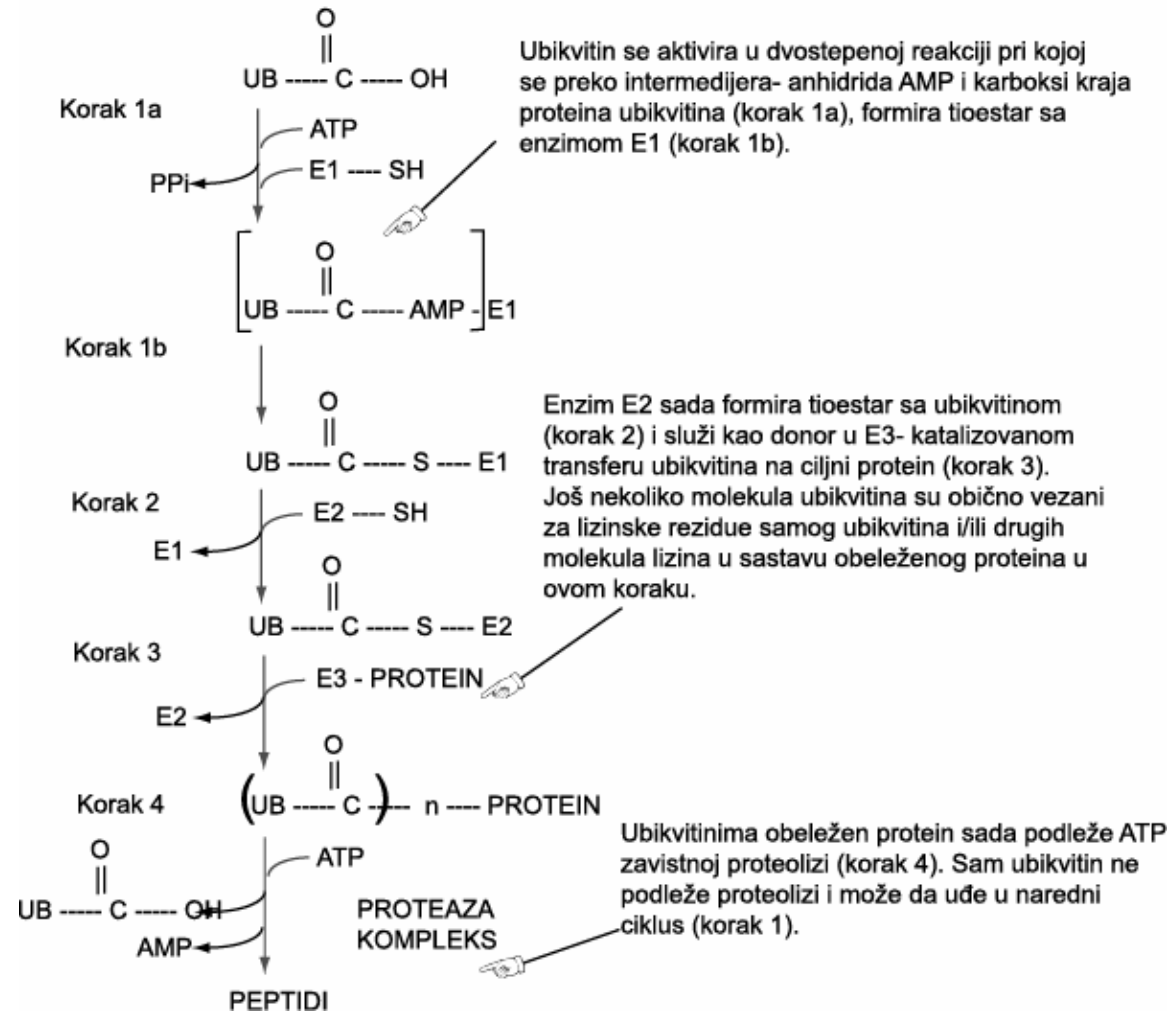 O
||
UB ----- C ----- OH
Ubikvitin se aktivira u dvostepenoj reakciji pri kojoj
se preko intermedijera- anhidrida AMP i karboksi kraja
proteina ubikvitina (korak 1a), formira tioestar sa
enzimom E1 (korak 1b).
Korak 1a
ATP
E1 ---- SH
PPi
O
||
[UB ----- C ----- AMP -]E1
Korak 1b
O
||
UB ----- C ----- S ---- E1
Enzim E2 sada formira tioestar sa ubikvitinom
(korak 2) i služi kao donor u E3- katalizovanom
transferu ubikvitina na ciljni protein (korak 3).
Još nekoliko molekula ubikvitina su obično vezani
za lizinske rezidue samog ubikvitina i/ili drugih
molekula lizina u sastavu obeleženog proteina u
ovom koraku.
Korak 2
E2 ---- SH
E1
O
||
UB ----- C ----- S ---- E2
Korak 3
E3 - PROTEIN
E2
O
||
Korak 4
(UB ----- C )---- n ---- PROTEIN
Ubikvitinima obeležen protein sada podleže ATP
zavistnoj proteolizi (korak 4). Sam ubikvitin ne
podleže proteolizi i može da uđe u naredni
ciklus (korak 1).
ATP
O
||
UB ----- C ----- OH
AMP
PROTEAZA
KOMPLEKS
PEPTIDI